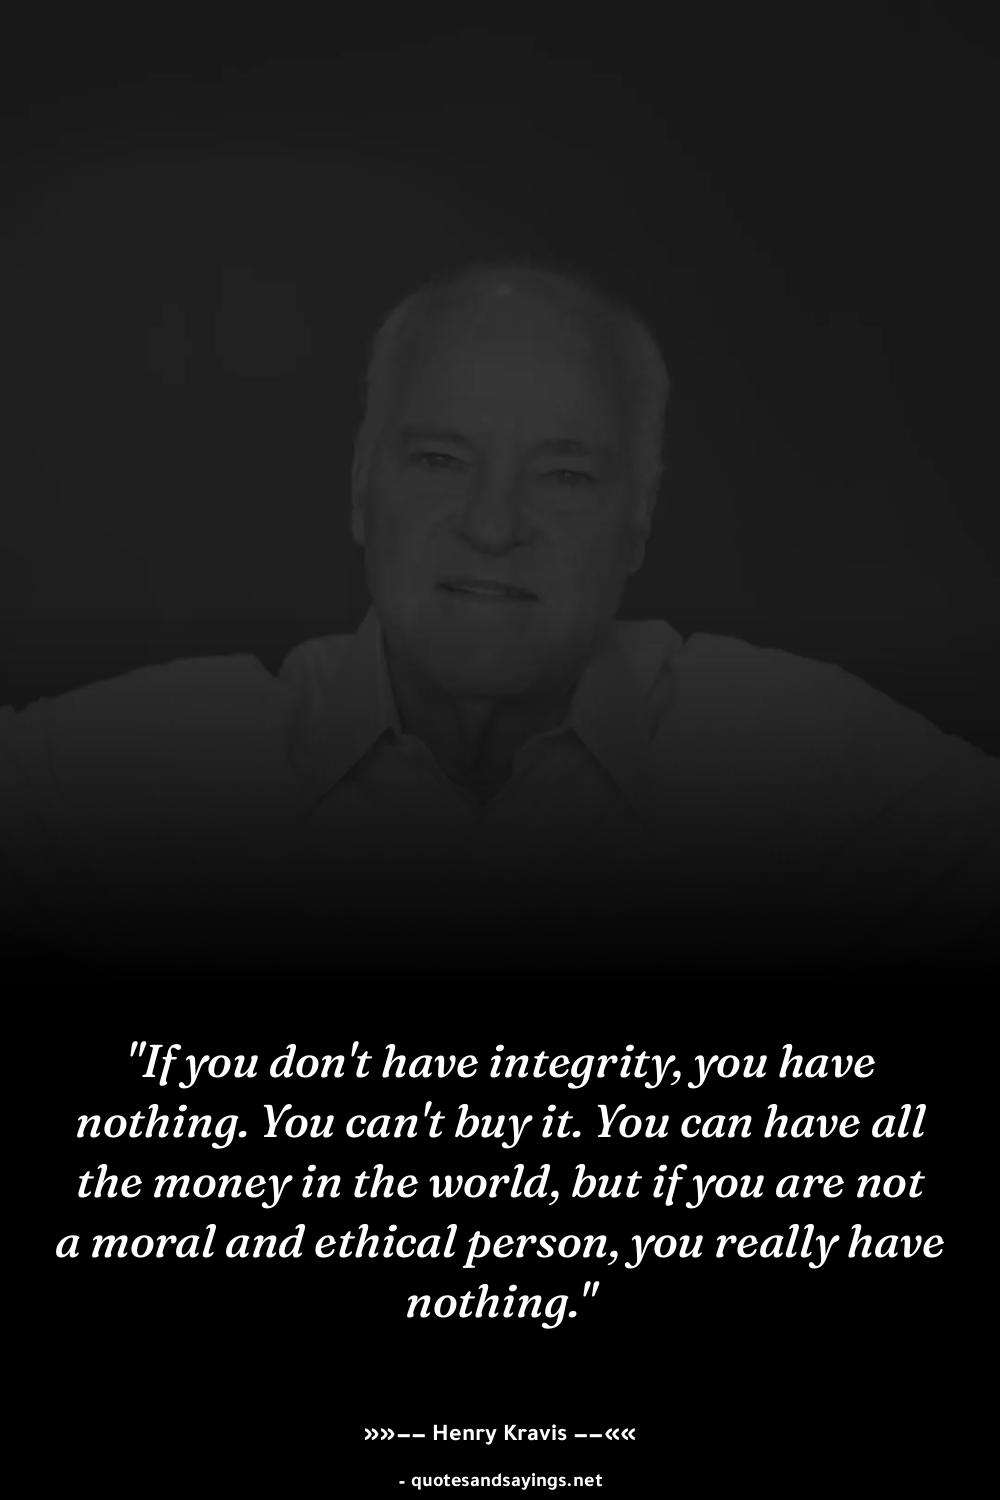 "If you don't have integrity, you have
nothing. You can't buy it. You can have all
the money in the world, but if you are not
a moral and ethical person, you really have
nothing."
»»–– Henry Kravis ––««
- quotesandsayings.net